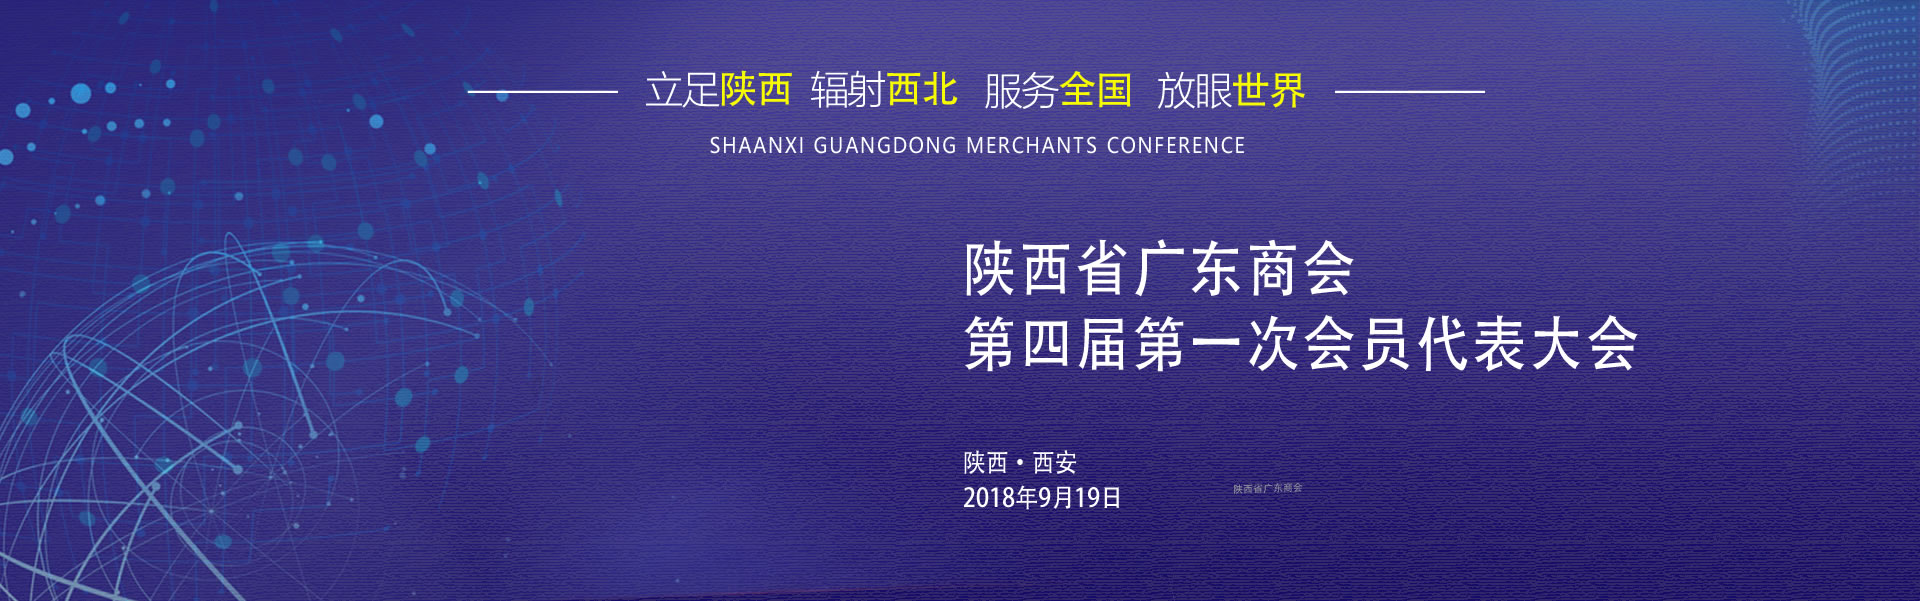 立足陕西 辐射西北 服务全国 放眼世界
SHAANXI GUANGDONG MERCHANTS CONFERENCE
陕西省广东商会
第四届第一次会员代表大会
陕西·西安
2018年9月19日
陕西省广东商会